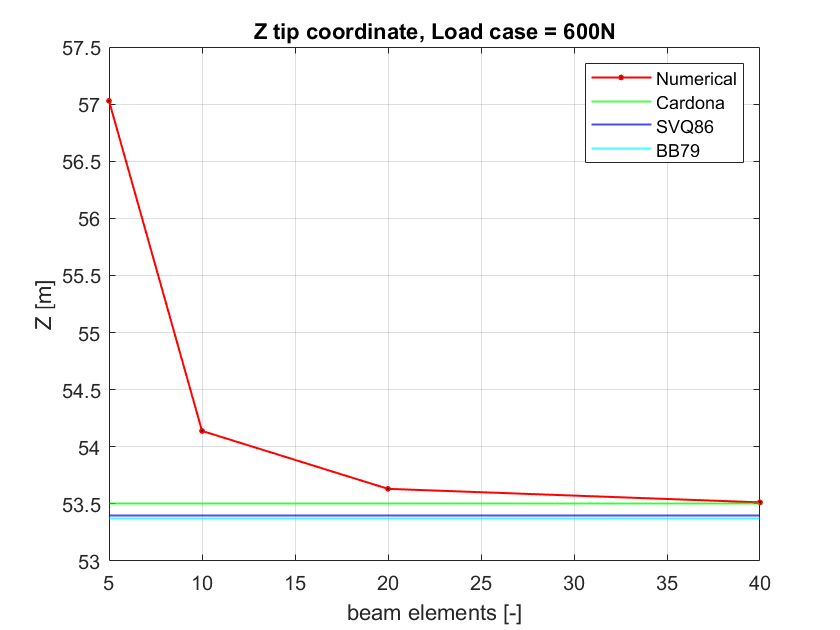 Z tip coordinate, Load case = 600N
57.5
57
56.5
56
55.5
55
54.5
54
53.5
53
Z [m]
Numerical
Cardona
SVQ86
BB79
5 10 15 20 25 30 35 40
beam elements [-]